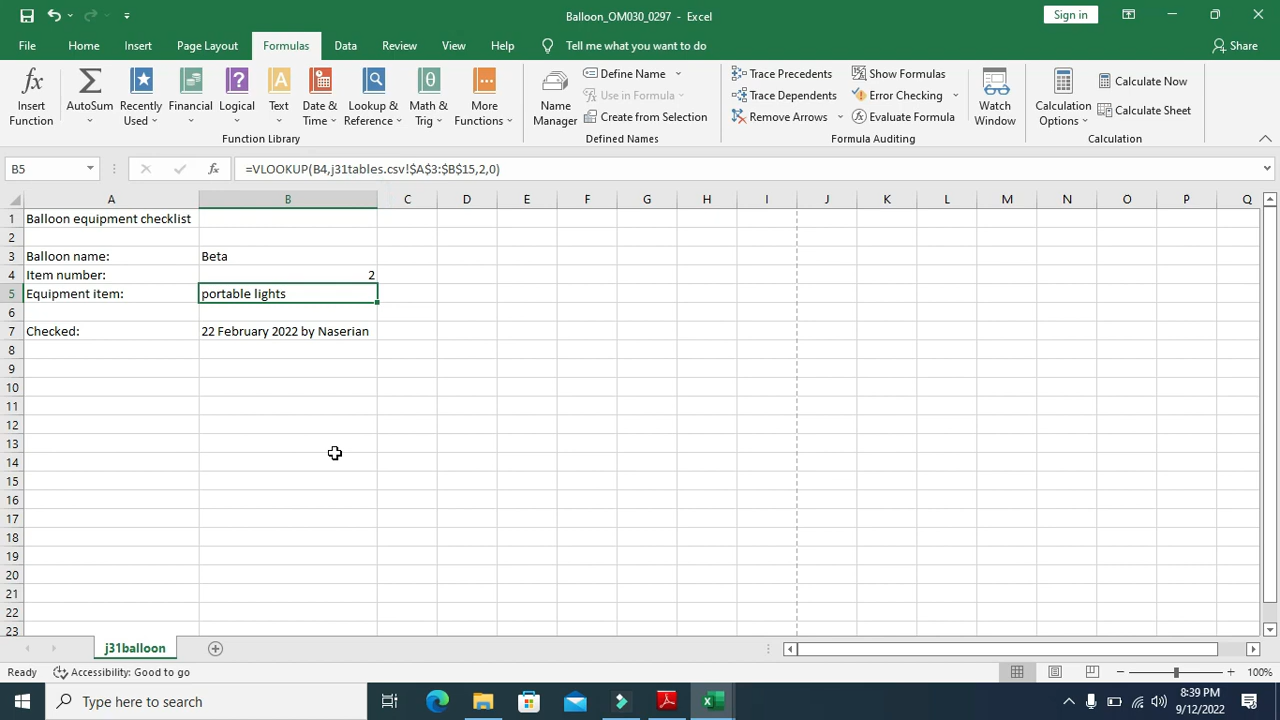 Balloon_OM030_0297 - Excel
Sign in
File Home Insert Page Layout Formulas Data Review View Help Tell me what you want to do Share
Insert Function
AutoSum
Recently Used
Financial
Logical
Text
Date & Time
Lookup & Reference
Math & Trig
More Functions
Function Library
Name Manager
Define Name
Use in Formula
Create from Selection
Defined Names
Trace Precedents
Trace Dependents
Remove Arrows
Show Formulas
Error Checking
Evaluate Formula
Formula Auditing
Watch Window
Calculation Options
Calculate Now
Calculate Sheet
Calculation
B5 fx =VLOOKUP(B4,j31tables.csv!$A$3:$B$15,2,0)
A B C D E F G H I J K L M N O P Q
1 Balloon equipment checklist
2
3 Balloon name: Beta
4 Item number: 2
5 Equipment item: portable lights
6
7 Checked: 22 February 2022 by Naserian
8
9
10
11
12
13
14
15
16
17
18
19
20
21
22
23
j31balloon
Ready Accessibility: Good to go 100%
Type here to search
8:39 PM
9/12/2022